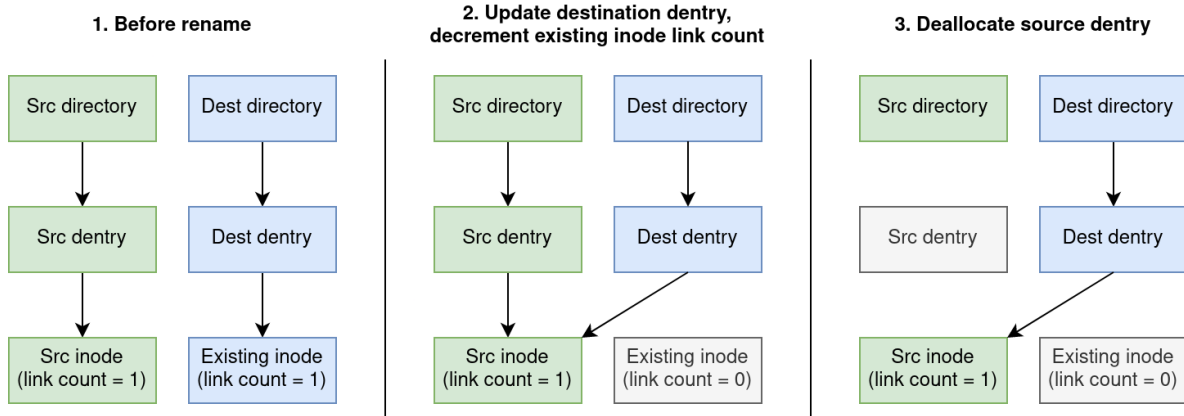 1. Before rename
Src directory
Dest directory
Src dentry
Dest dentry
Src inode
(link count = 1)
Existing inode
(link count = 1)
2. Update destination dentry,
decrement existing inode link count
Src directory
Dest directory
Src dentry
Dest dentry
Src inode
(link count = 1)
Existing inode
(link count = 0)
3. Deallocate source dentry
Src directory
Dest directory
Src dentry
Dest dentry
Src inode
(link count = 1)
Existing inode
(link count = 0)